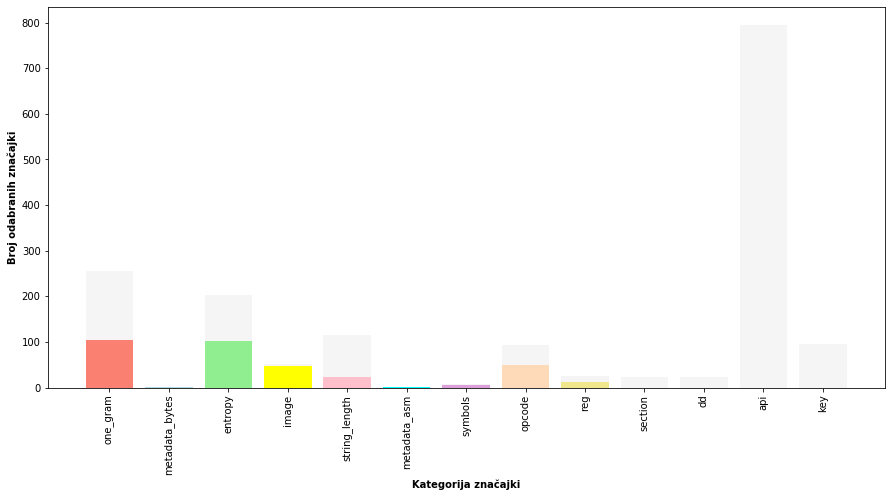 800
700
600
500
400
300
200
100
0
Broj odabranih značajki
one_gram
metadata_bytes
entropy
image
string_length
metadata_asm
symbols
opcode
reg
section
dd
api
key
Kategorija značajki